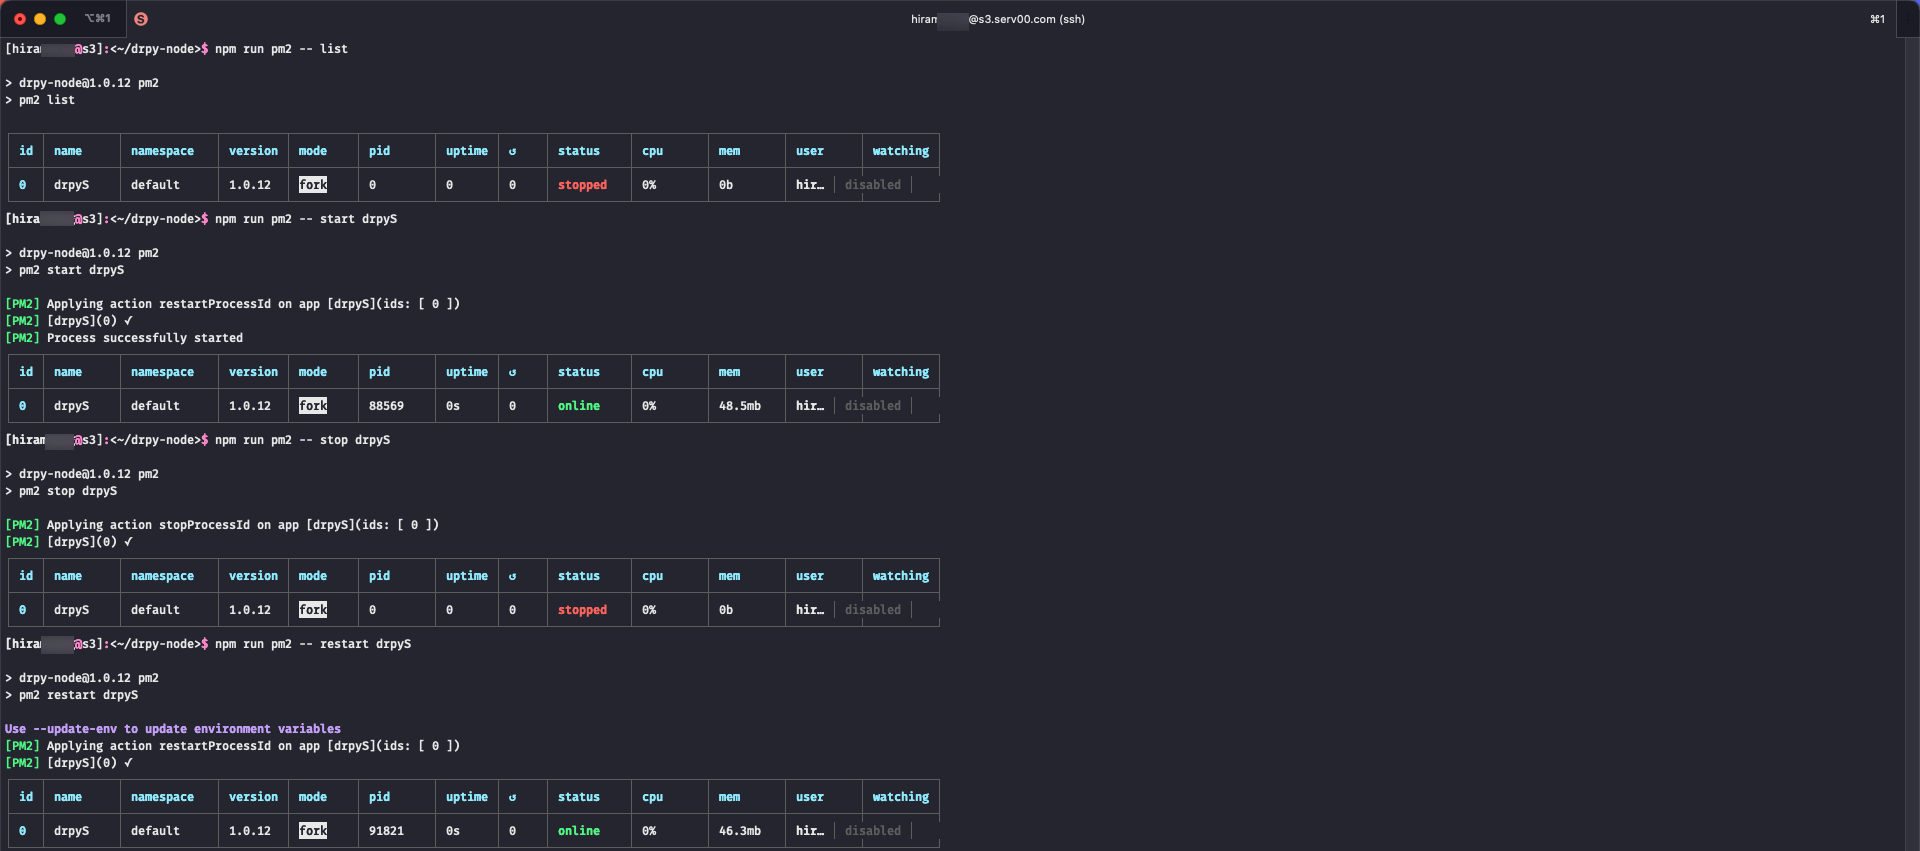 ⌥⌘1 S hiram @s3.serv00.com (ssh) ⌘1
[hira @s3]:<~/drpy-node>$ npm run pm2 -- list
> drpy-node@1.0.12 pm2
> pm2 list
id name namespace version mode pid uptime ↺ status cpu mem user watching
0 drpyS default 1.0.12 fork 0 0 0 stopped 0% 0b hir… disabled
[hira @s3]:<~/drpy-node>$ npm run pm2 -- start drpyS
> drpy-node@1.0.12 pm2
> pm2 start drpyS
[PM2] Applying action restartProcessId on app [drpyS](ids: [ 0 ])
[PM2] [drpyS](0) ✓
[PM2] Process successfully started
id name namespace version mode pid uptime ↺ status cpu mem user watching
0 drpyS default 1.0.12 fork 88569 0s 0 online 0% 48.5mb hir… disabled
[hiram @s3]:<~/drpy-node>$ npm run pm2 -- stop drpyS
> drpy-node@1.0.12 pm2
> pm2 stop drpyS
[PM2] Applying action stopProcessId on app [drpyS](ids: [ 0 ])
[PM2] [drpyS](0) ✓
id name namespace version mode pid uptime ↺ status cpu mem user watching
0 drpyS default 1.0.12 fork 0 0 0 stopped 0% 0b hir… disabled
[hira @s3]:<~/drpy-node>$ npm run pm2 -- restart drpyS
> drpy-node@1.0.12 pm2
> pm2 restart drpyS
Use --update-env to update environment variables
[PM2] Applying action restartProcessId on app [drpyS](ids: [ 0 ])
[PM2] [drpyS](0) ✓
id name namespace version mode pid uptime ↺ status cpu mem user watching
0 drpyS default 1.0.12 fork 91821 0s 0 online 0% 46.3mb hir… disabled